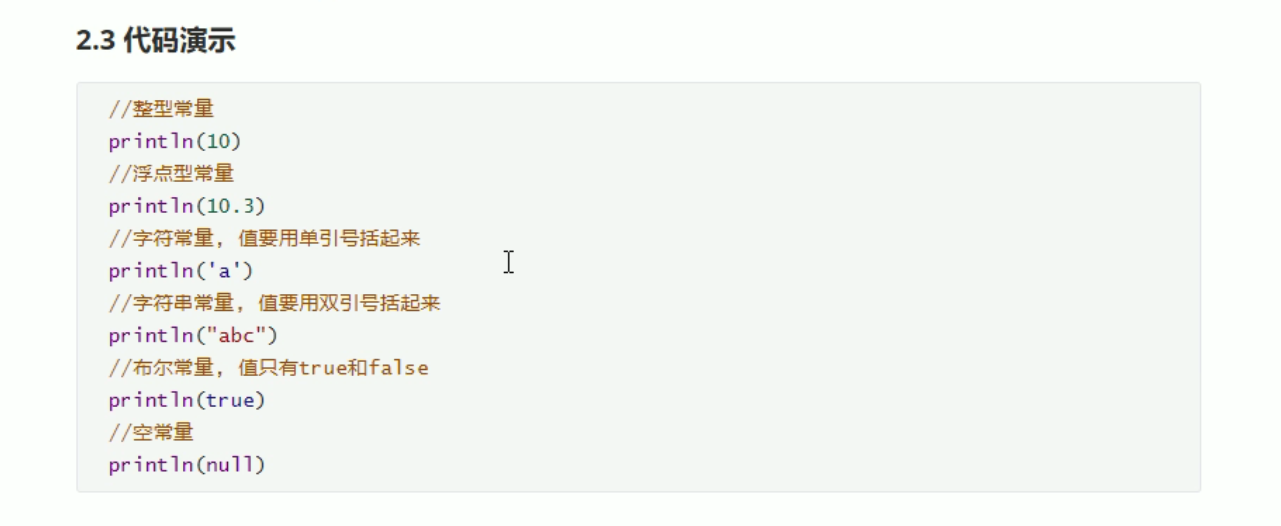 2.3 代码演示
//整型常量
println(10)
//浮点型常量
println(10.3)
//字符常量, 值要用单引号括起来
println('a')
//字符串常量, 值要用双引号括起来
println("abc")
//布尔常量, 值只有true和false
println(true)
//空常量
println(null)